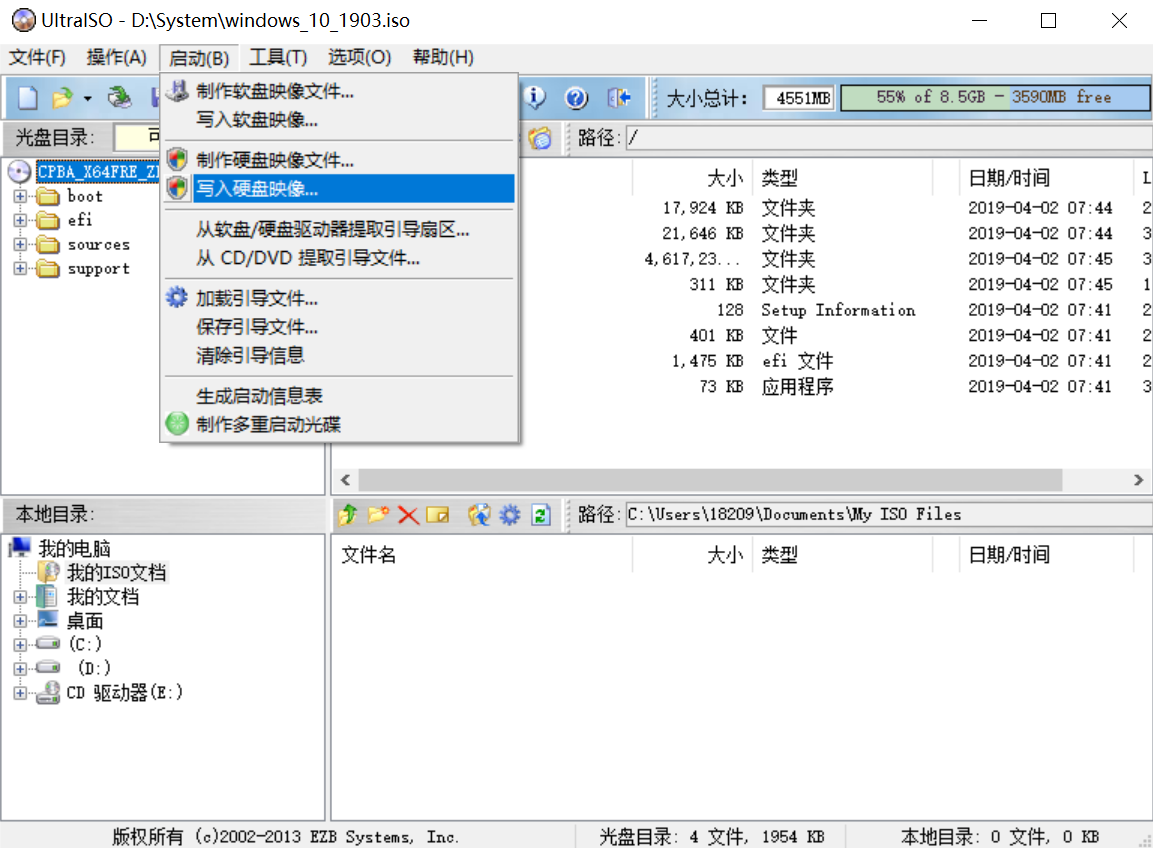 UltraISO - D:\System\windows_10_1903.iso
文件(F) 操作(A) 启动(B) 工具(T) 选项(O) 帮助(H)
大小总计: 4551MB 55% of 8.5GB - 3590MB free
光盘目录: 路径: /
制作软盘映像文件...
写入软盘映像...
制作硬盘映像文件...
写入硬盘映像...
从软盘/硬盘驱动器提取引导扇区...
从 CD/DVD 提取引导文件...
加载引导文件...
保存引导文件...
清除引导信息
生成启动信息表
制作多重启动光碟
CPBA_X64FRE_Z
boot
efi
sources
support
大小 类型 日期/时间 L
17,924 KB 文件夹 2019-04-02 07:44 2
21,646 KB 文件夹 2019-04-02 07:44 3
4,617,23... 文件夹 2019-04-02 07:45 3
311 KB 文件夹 2019-04-02 07:45 1
128 Setup Information 2019-04-02 07:41 2
401 KB 文件 2019-04-02 07:41 2
1,475 KB efi 文件 2019-04-02 07:41 2
73 KB 应用程序 2019-04-02 07:41 3
本地目录: 路径: C:\Users\18209\Documents\My ISO Files
我的电脑
我的ISO文档
我的文档
桌面
(C:)
(D:)
CD 驱动器(E:)
文件名 大小 类型 日期/时间
版权所有 (c)2002-2013 EZB Systems, Inc. 光盘目录: 4 文件, 1954 KB 本地目录: 0 文件, 0 KB